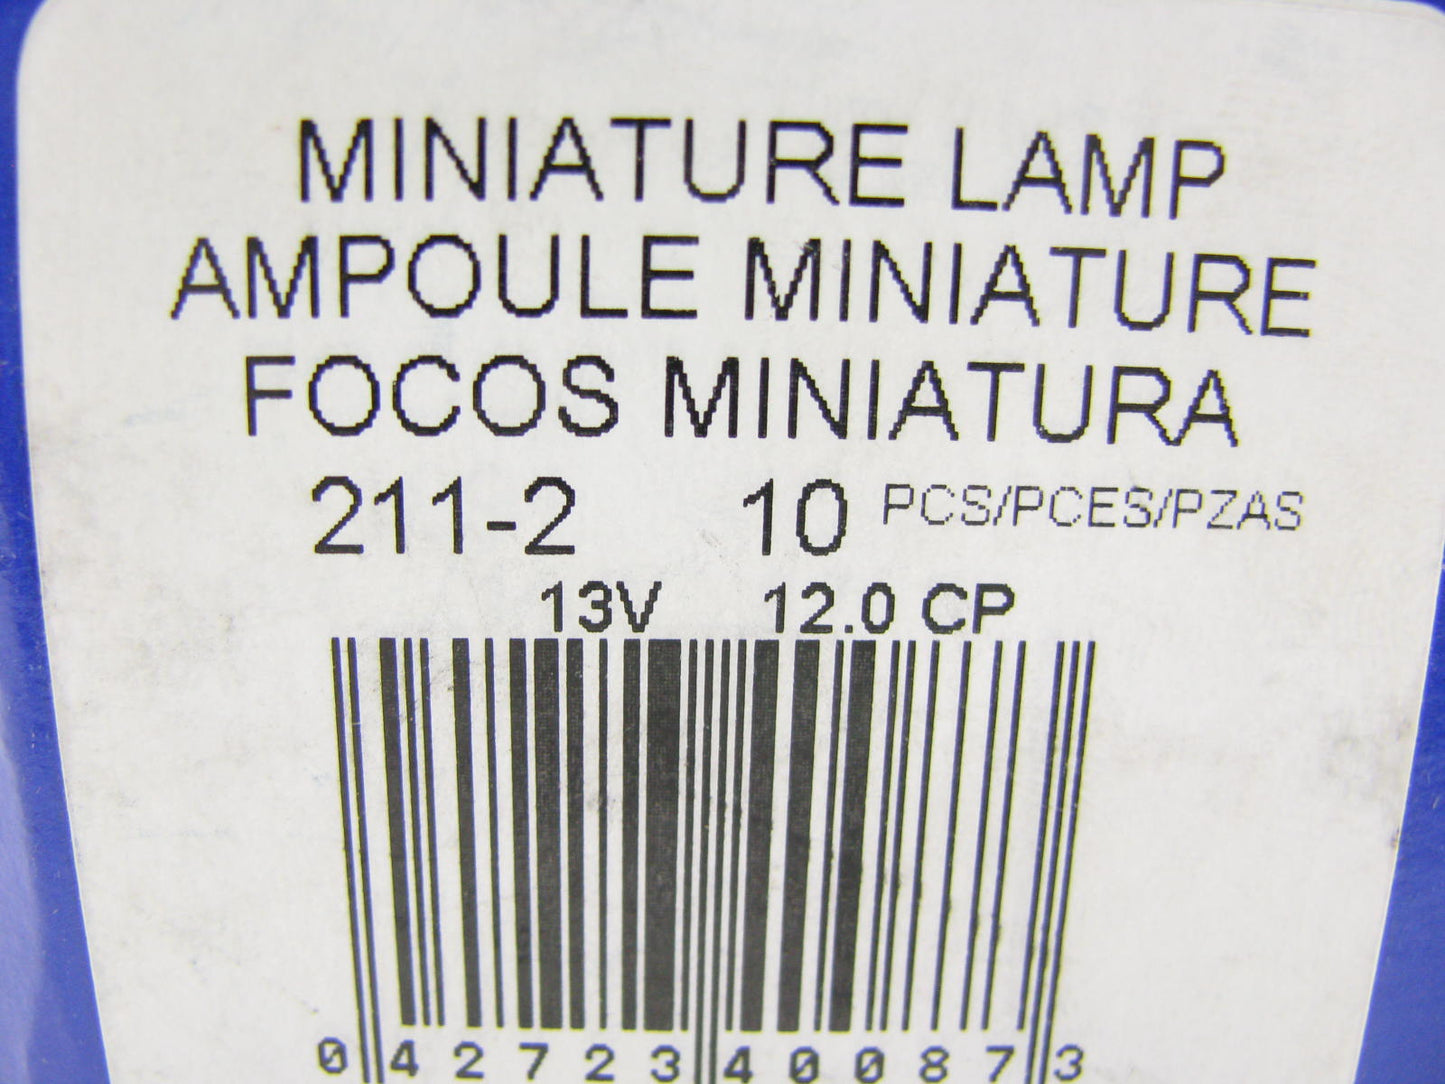 MINIATURE LAMP
AMPOULE MINIATURE
FOCOS MINIATURA
211-2 10 PCS/PCES/PZAS
13V 12.0 CP
0 42723 40087 3